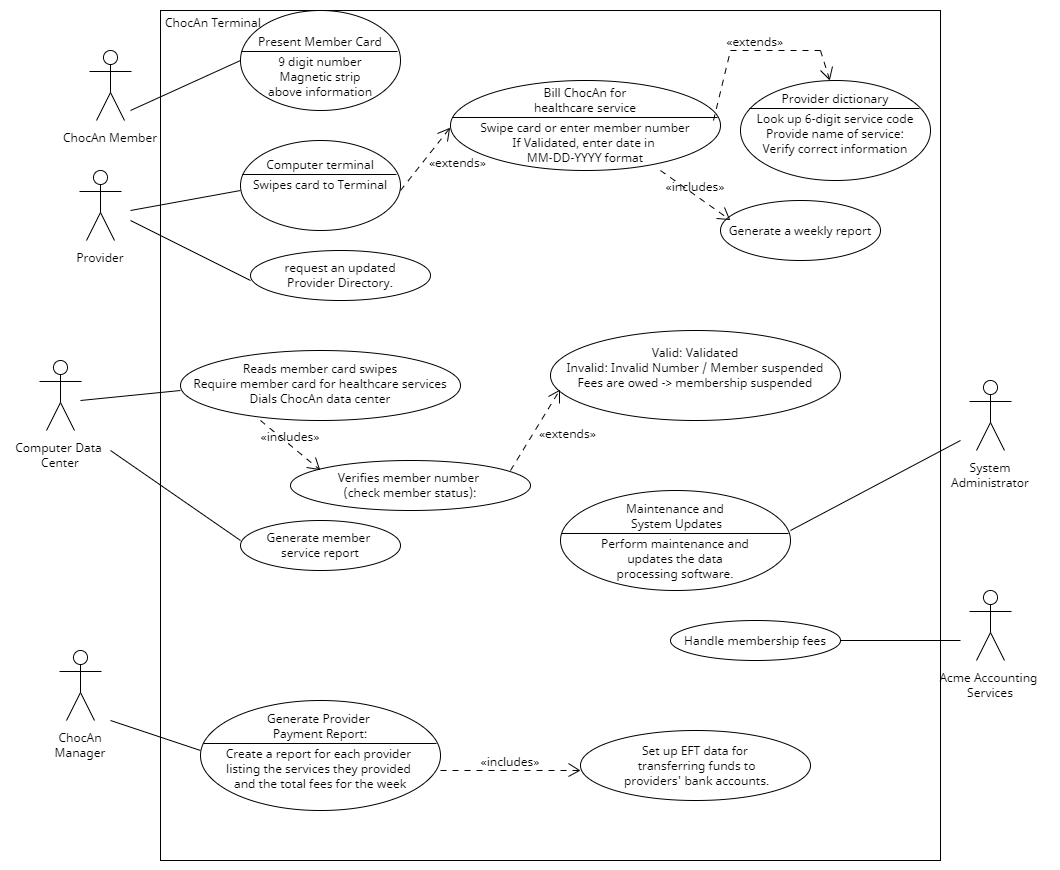 ChocAn Terminal
Present Member Card
9 digit number
Magnetic strip
above information
ChocAn Member
«extends»
Bill ChocAn for
healthcare service
Swipe card or enter member number
If Validated, enter date in
MM-DD-YYYY format
Provider dictionary
Look up 6-digit service code
Provide name of service:
Verify correct information
Computer terminal
Swipes card to Terminal
«extends»
«includes»
Generate a weekly report
Provider
request an updated
Provider Directory.
Reads member card swipes
Require member card for healthcare services
Dials ChocAn data center
Valid: Validated
Invalid: Invalid Number / Member suspended
Fees are owed -> membership suspended
Computer Data
Center
«includes»
«extends»
Verifies member number
(check member status):
System
Administrator
Maintenance and
System Updates
Perform maintenance and
updates the data
processing software.
Generate member
service report
Handle membership fees
Acme Accounting
Services
ChocAn
Manager
Generate Provider
Payment Report:
Create a report for each provider
listing the services they provided
and the total fees for the week
«includes»
Set up EFT data for
transferring funds to
providers' bank accounts.